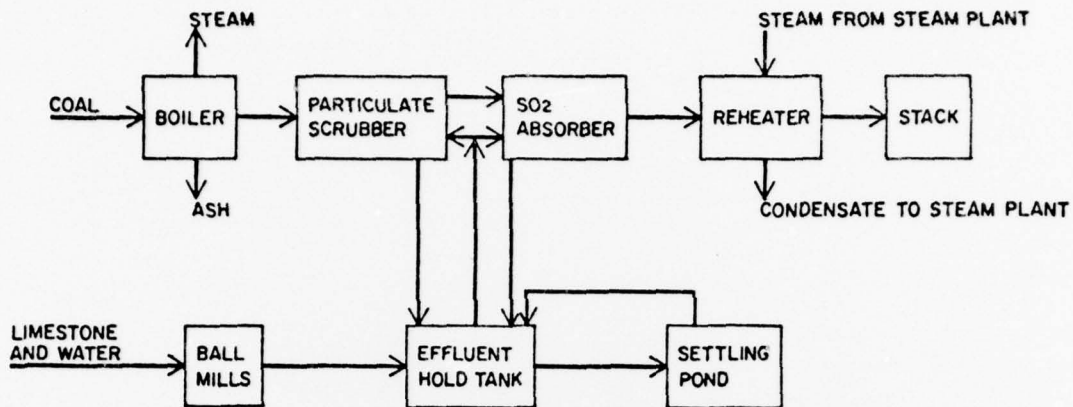 STEAM
STEAM FROM STEAM PLANT
COAL
BOILER
PARTICULATE
SCRUBBER
SO2
ABSORBER
REHEATER
STACK
ASH
CONDENSATE TO STEAM PLANT
LIMESTONE
AND WATER
BALL
MILLS
EFFLUENT
HOLD TANK
SETTLING
POND